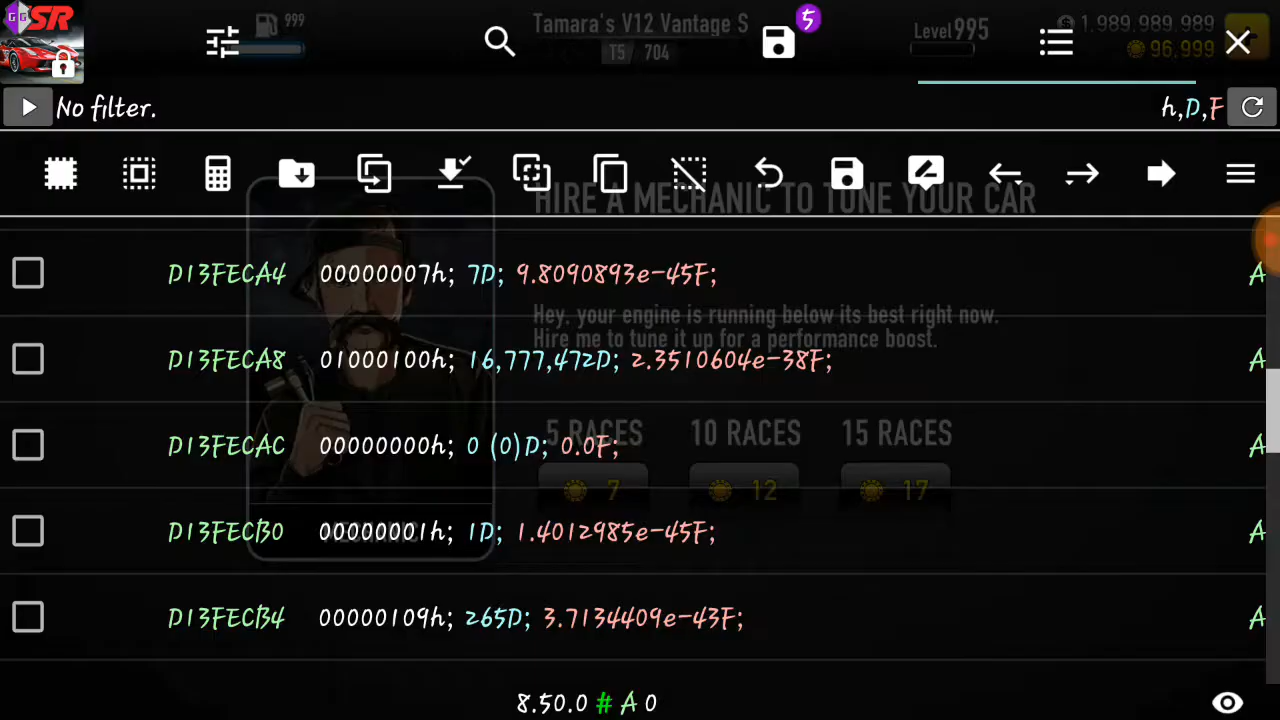 GG CSR
999
Tamara's V12 Vantage S
T5 / 704
5
Level 995
1,989,989,989
96,999
No filter.
h,D,F
HIRE A MECHANIC TO TUNE YOUR CAR
D13FECA4 00000007h; 7D; 9.8090893e-45F; A
Hey, your engine is running below its best right now.
Hire me to tune it up for a performance boost.
D13FECA8 01000100h; 16,777,472D; 2.3510604e-38F; A
5 RACES 10 RACES 15 RACES
D13FECAC 00000000h; 0 (0)D; 0.0F; A
7 12 17
MECHANIC
D13FECB0 00000001h; 1D; 1.4012985e-45F; A
D13FECB4 00000109h; 265D; 3.7134409e-43F; A
8.50.0 # A 0